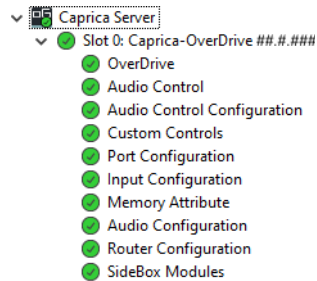 Caprica Server
Slot 0: Caprica-OverDrive ##.#.###
OverDrive
Audio Control
Audio Control Configuration
Custom Controls
Port Configuration
Input Configuration
Memory Attribute
Audio Configuration
Router Configuration
SideBox Modules